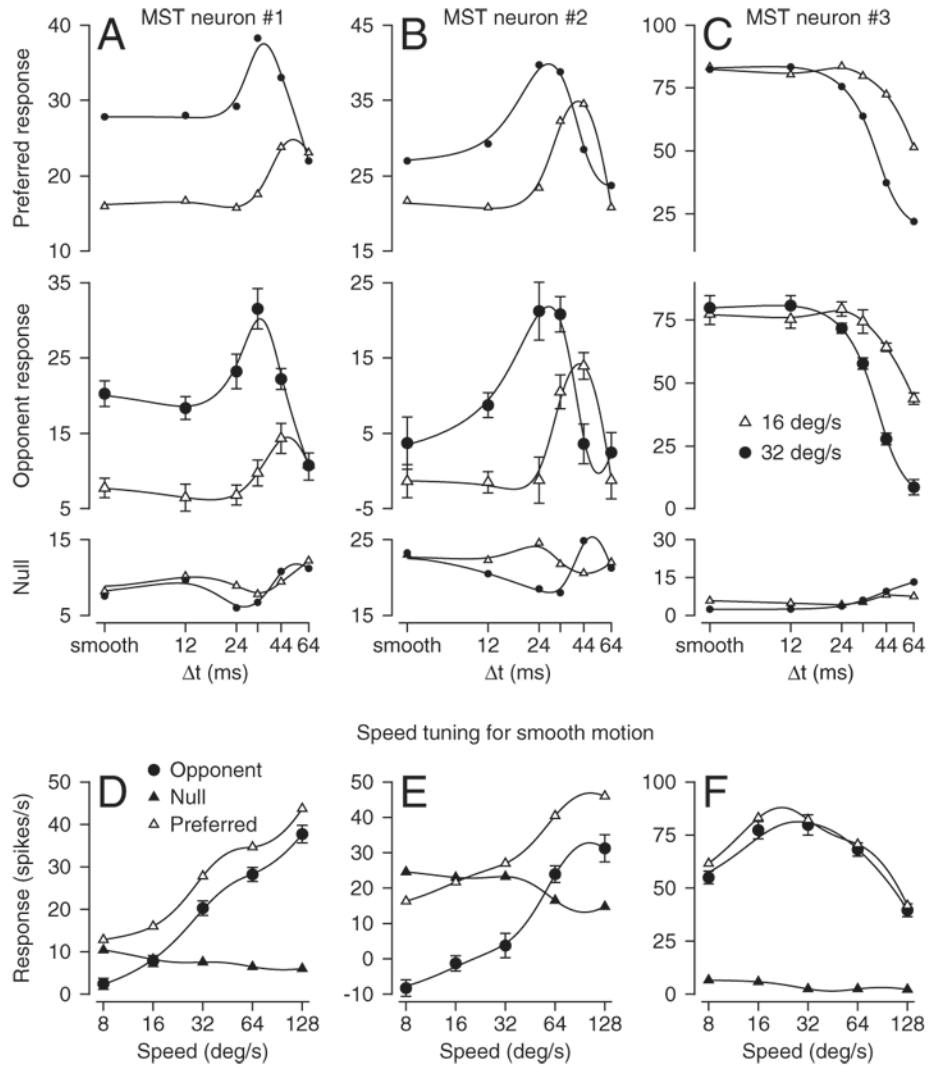 A MST neuron #1
B MST neuron #2
C MST neuron #3
Preferred response
40
30
20
10
45
35
25
15
75
50
25
Opponent response
35
25
15
5
25
15
5
-5
75
50
25
0
16 deg/s
32 deg/s
Null
15
5
25
15
30
15
0
smooth 12 24 44 64
smooth 12 24 44 64
smooth 12 24 44 64
Δt (ms)
Δt (ms)
Δt (ms)
Speed tuning for smooth motion
D
E
F
Opponent
Null
Preferred
Response (spikes/s)
50
40
30
20
10
0
50
40
30
20
10
0
-10
100
75
50
25
0
8 16 32 64 128
8 16 32 64 128
8 16 32 64 128
Speed (deg/s)
Speed (deg/s)
Speed (deg/s)